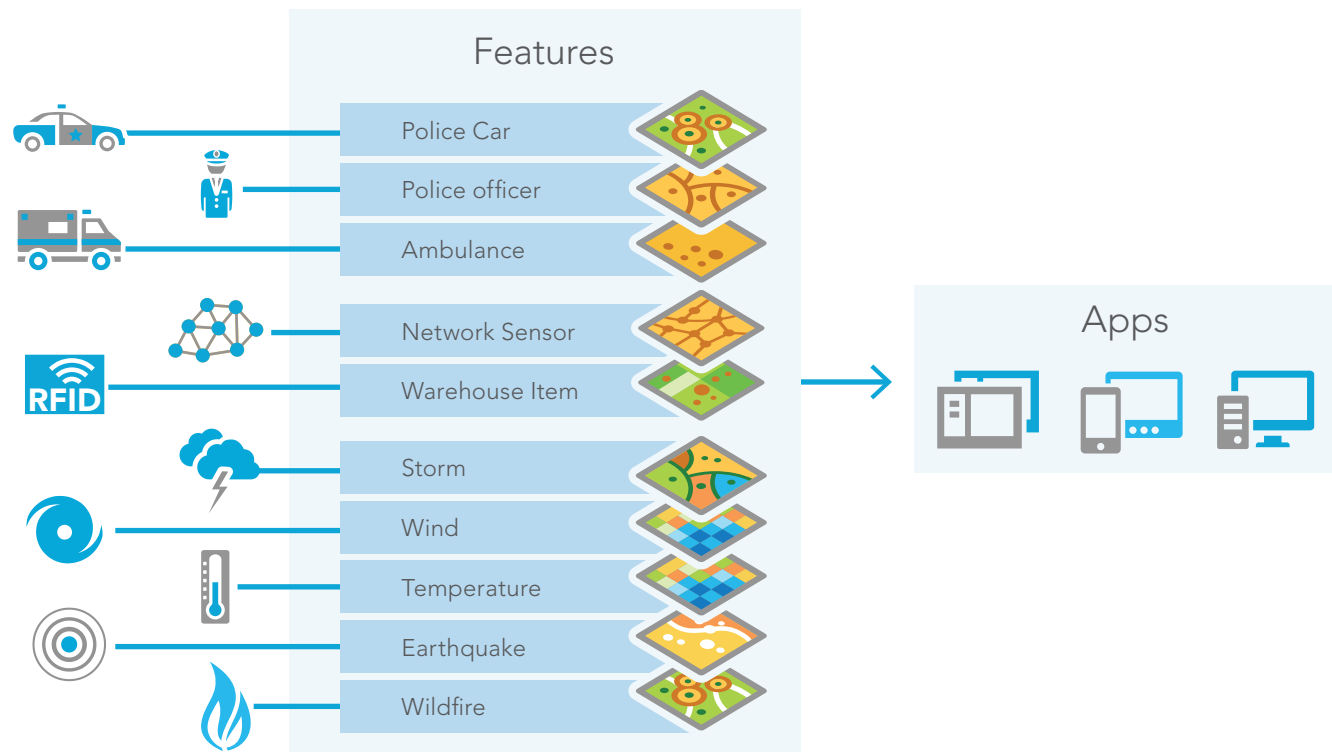 Features
Police Car
Police officer
Ambulance
Network Sensor
RFID
Warehouse Item
Storm
Wind
Temperature
Earthquake
Wildfire
Apps